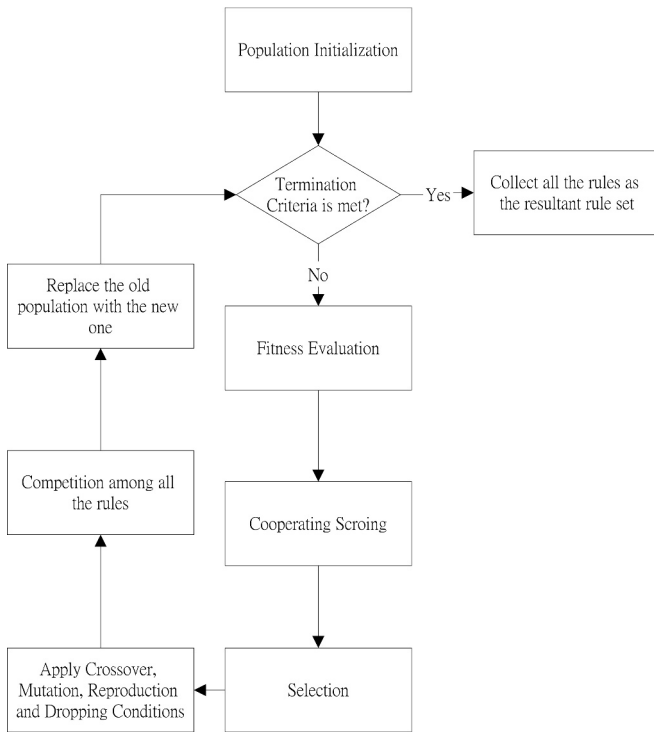 Population Initialization
Termination
Criteria is met?
Yes
Collect all the rules as
the resultant rule set
No
Replace the old
population with the new
one
Fitness Evaluation
Competition among all
the rules
Cooperating Scroing
Apply Crossover,
Mutation, Reproduction
and Dropping Conditions
Selection